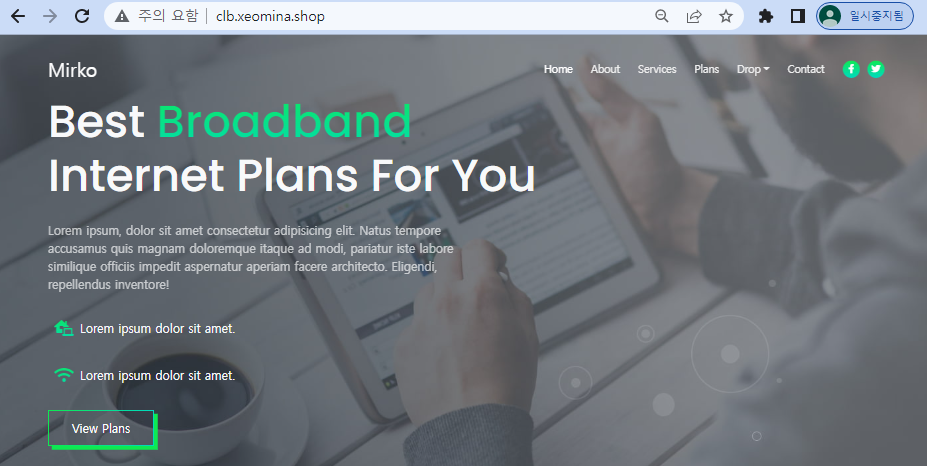 주의 요함
clb.xeomina.shop
일시중지됨
Mirko
Home About Services Plans Drop Contact
Best Broadband
Internet Plans For You
Lorem ipsum, dolor sit amet consectetur adipisicing elit. Natus tempore
accusamus quis magnam doloremque itaque ad modi, pariatur iste labore
similique officiis impedit aspernatur aperiam facere architecto. Eligendi,
repellendus inventore!
Lorem ipsum dolor sit amet.
Lorem ipsum dolor sit amet.
View Plans